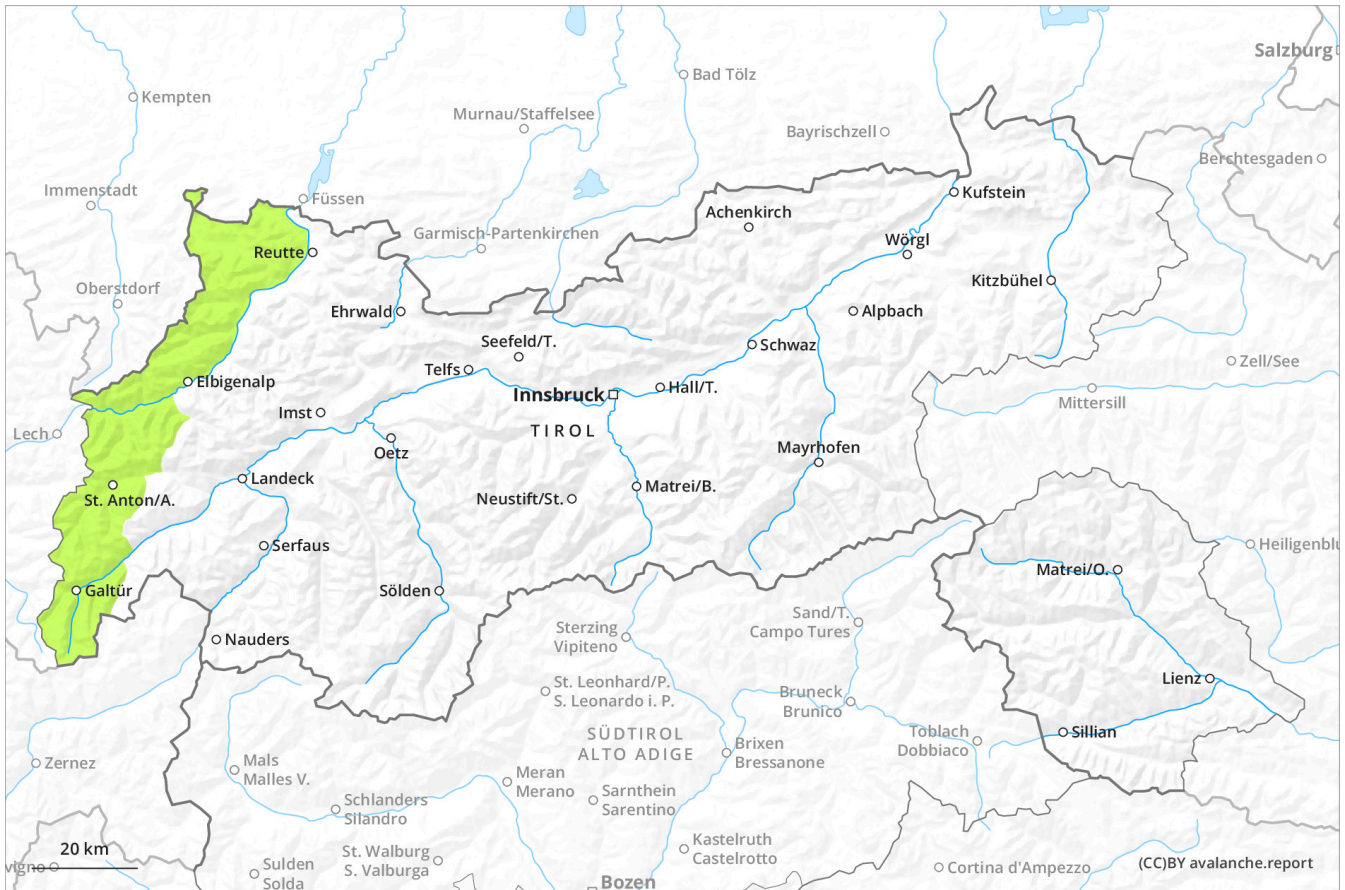 Salzburg
Bad Tölz
Kempten
Murnau/Staffelsee
Bayrischzell
Berchtesgaden
Immenstadt
Füssen
Kufstein
Achenkirch
Garmisch-Partenkirchen
Wörgl
Reutte
Kitzbühel
Oberstdorf
Ehrwald
Alpbach
Seefeld/T.
Schwaz
Zell/See
Telfs
Elbigenalp
Hall/T.
Innsbruck
Mittersill
Imst
TIROL
Lech
Oetz
Mayrhofen
Landeck
Matrei/B.
St. Anton/A.
Neustift/St.
Serfaus
Heiligenblu
Matrei/O.
Galtür
Sölden
Sand/T.
Campo Tures
Sterzing
Vipiteno
Nauders
Lienz
St. Leonhard/P.
S. Leonardo i. P.
Bruneck
Brunico
SÜDTIROL
ALTO ADIGE
Toblach
Dobbiaco
Sillian
Brixen
Bressanone
Zernez
Mals
Malles V.
Meran
Merano
Sarnthein
Sarentino
Schlanders
Silandro
Kastelruth
Castelrotto
20 km
St. Walburg
S. Valburga
vigno
Sulden
Solda
Cortina d'Ampezzo
(CC)BY avalanche.report
Bozen